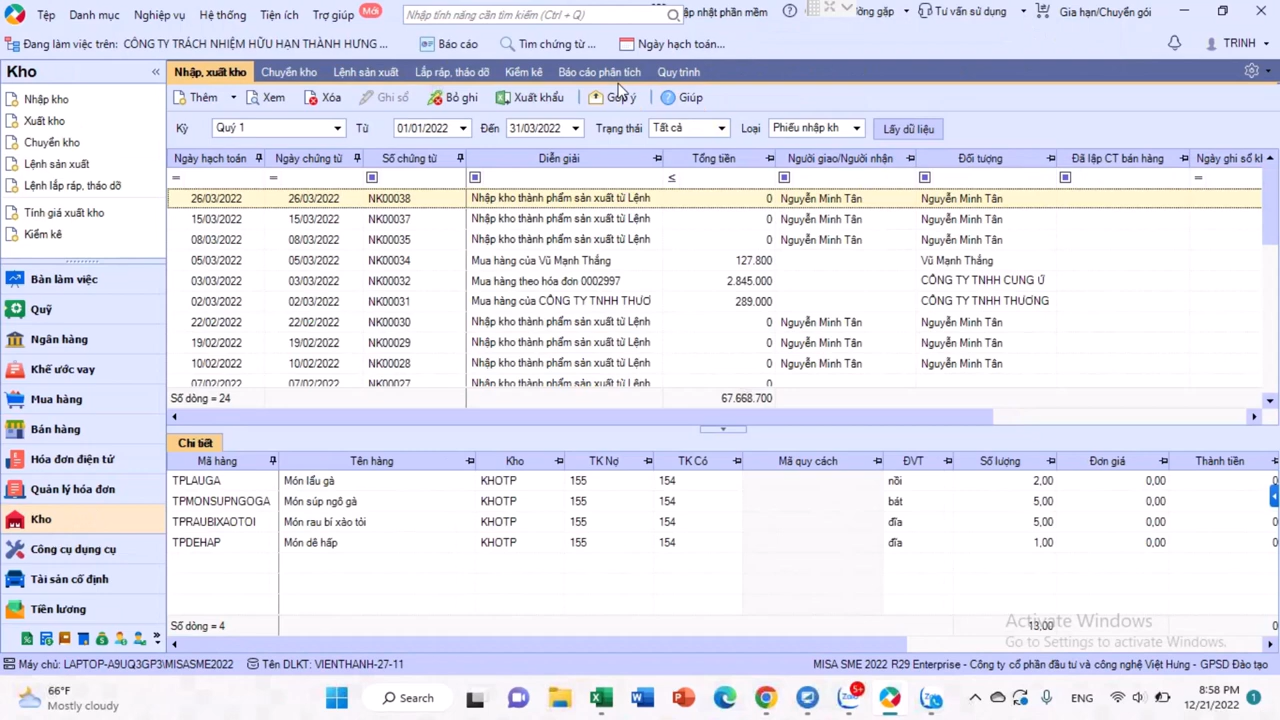 Tệp Danh mục Nghiệp vụ Hệ thống Tiện ích Trợ giúp Mới Nhập tính năng cần tìm kiếm (Ctrl + Q) nhật phần mềm Tư vấn sử dụng Gia hạn/Chuyển gói
Đang làm việc trên: CÔNG TY TRÁCH NHIỆM HỮU HẠN THÀNH HƯNG ... Báo cáo Tìm chứng từ ... Ngày hạch toán... TRINH
Kho «
Nhập, xuất kho Chuyển kho Lệnh sản xuất Lắp ráp, tháo dỡ Kiểm kê Báo cáo phân tích Quy trình
Thêm Xem Xóa Ghi sổ Bỏ ghi Xuất khẩu Góp ý Giúp
Kỳ Quý 1 Từ 01/01/2022 Đến 31/03/2022 Trạng thái Tất cả Loại Phiếu nhập kh Lấy dữ liệu
Nhập kho
Xuất kho
Chuyển kho
Lệnh sản xuất
Lệnh lắp ráp, tháo dỡ
Tính giá xuất kho
Kiểm kê
Bàn làm việc
Quỹ
Ngân hàng
Khế ước vay
Mua hàng
Bán hàng
Hóa đơn điện tử
Quản lý hóa đơn
Kho
Công cụ dụng cụ
Tài sản cố định
Tiền lương
Ngày hạch toán Ngày chứng từ Số chứng từ Diễn giải Tổng tiền Người giao/Người nhận Đối tượng Đã lập CT bán hàng Ngày ghi sổ kl
= = ≤ =
26/03/2022 26/03/2022 NK00038 Nhập kho thành phẩm sản xuất từ Lệnh 0 Nguyễn Minh Tân Nguyễn Minh Tân
15/03/2022 15/03/2022 NK00037 Nhập kho thành phẩm sản xuất từ Lệnh 0 Nguyễn Minh Tân Nguyễn Minh Tân
08/03/2022 08/03/2022 NK00035 Nhập kho thành phẩm sản xuất từ Lệnh 0 Nguyễn Minh Tân Nguyễn Minh Tân
05/03/2022 05/03/2022 NK00034 Mua hàng của Vũ Mạnh Thắng 127.800 Vũ Mạnh Thắng
03/03/2022 03/03/2022 NK00032 Mua hàng theo hóa đơn 0002997 2.845.000 CÔNG TY TNHH CUNG Ứ
02/03/2022 02/03/2022 NK00031 Mua hàng của CÔNG TY TNHH THƯƠ 289.000 CÔNG TY TNHH THƯƠNG
22/02/2022 22/02/2022 NK00030 Nhập kho thành phẩm sản xuất từ Lệnh 0 Nguyễn Minh Tân Nguyễn Minh Tân
19/02/2022 19/02/2022 NK00029 Nhập kho thành phẩm sản xuất từ Lệnh 0 Nguyễn Minh Tân Nguyễn Minh Tân
10/02/2022 10/02/2022 NK00028 Nhập kho thành phẩm sản xuất từ Lệnh 0 Nguyễn Minh Tân Nguyễn Minh Tân
07/02/2022 07/02/2022 NK00027 Nhập kho thành phẩm sản xuất từ Lệnh 0
Số dòng = 24 67.668.700
Chi tiết
Mã hàng Tên hàng Kho TK Nợ TK Có Mã quy cách ĐVT Số lượng Đơn giá Thành tiền
TPLAUGA Món lẩu gà KHOTP 155 154 nồi 2,00 0,00
TPMONSUPNGOGA Món súp ngô gà KHOTP 155 154 bát 5,00 0,00
TPRAUBIXAOTOI Món rau bí xào tỏi KHOTP 155 154 đĩa 5,00 0,00
TPDEHAP Món dê hấp KHOTP 155 154 đĩa 1,00 0,00
Số dòng = 4 13,00
Activate Windows
Go to Settings to activate Windows.
Máy chủ: LAPTOP-A9UQ3GP3\MISASME2022 Tên DLKT: VIENTHANH-27-11 MISA SME 2022 R29 Enterprise - Công ty cổ phần đầu tư và công nghệ Việt Hưng - GPSD Đào tạo
66°F
Mostly cloudy
Search
5+
ENG
8:58 PM
12/21/2022
1